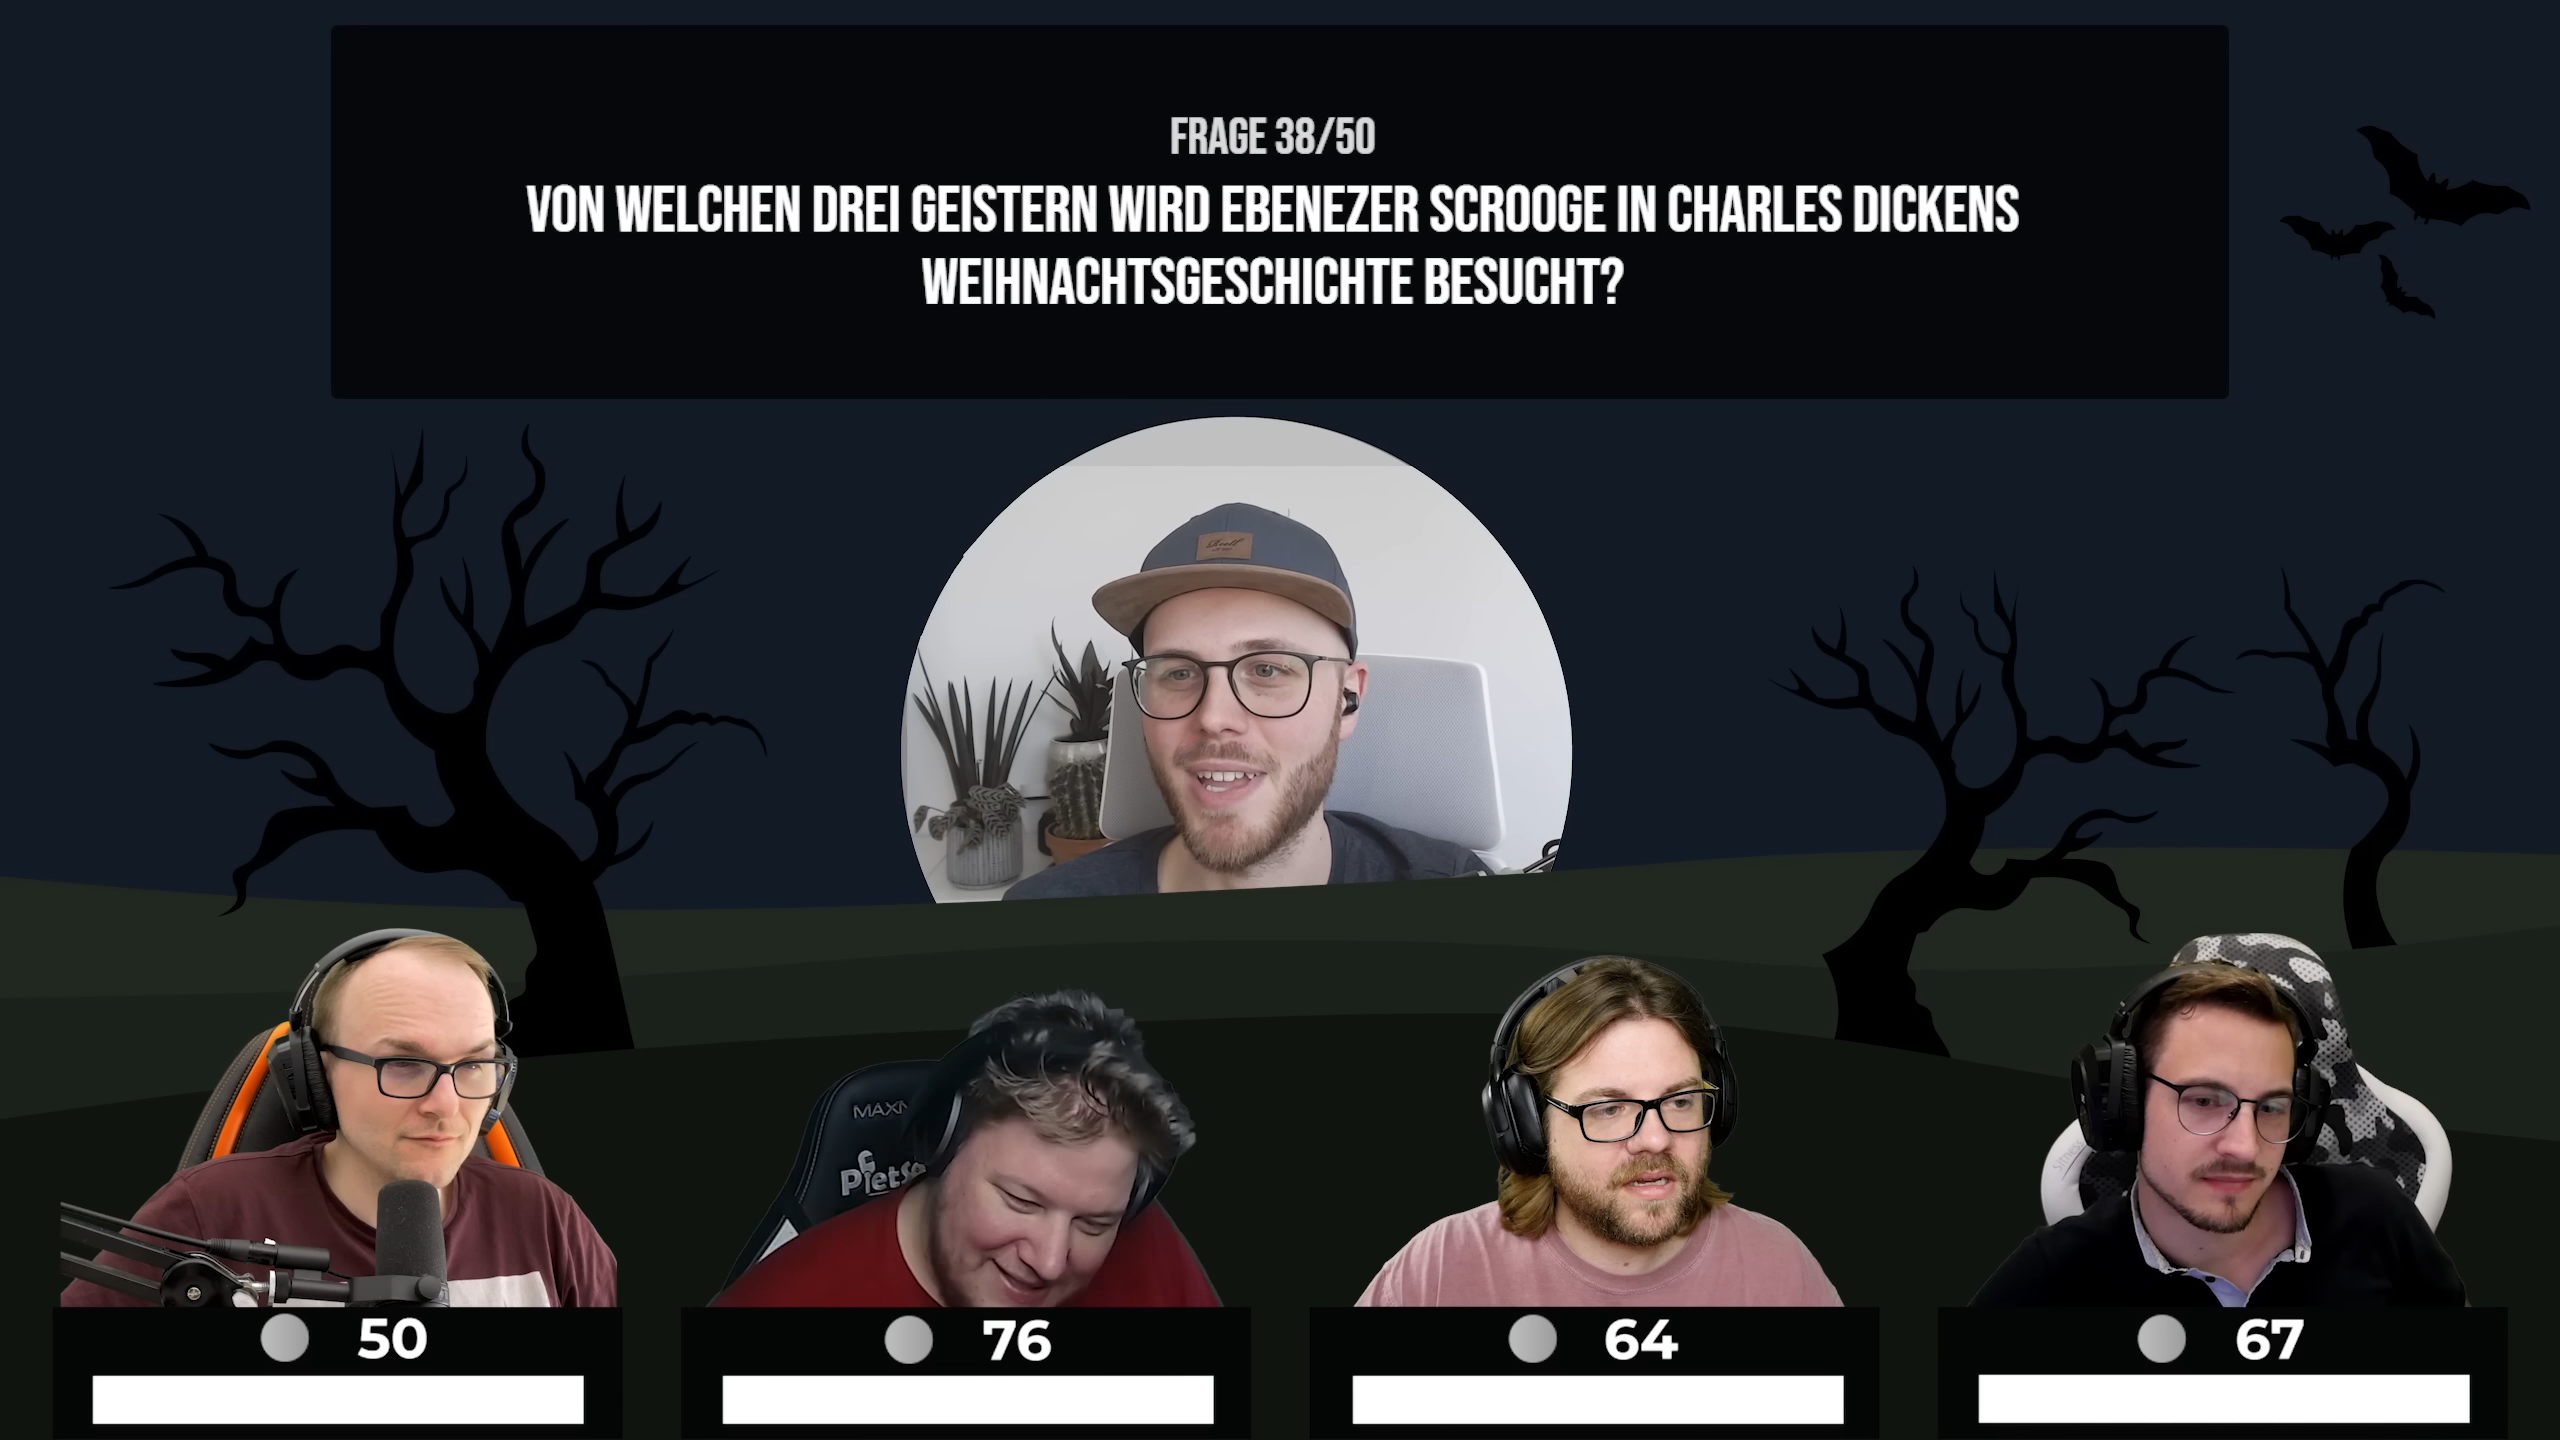 FRAGE 38/50
VON WELCHEN DREI GEISTERN WIRD EBENEZER SCROOGE IN CHARLES DICKENS
WEIHNACHTSGESCHICHTE BESUCHT?
50
76
64
67